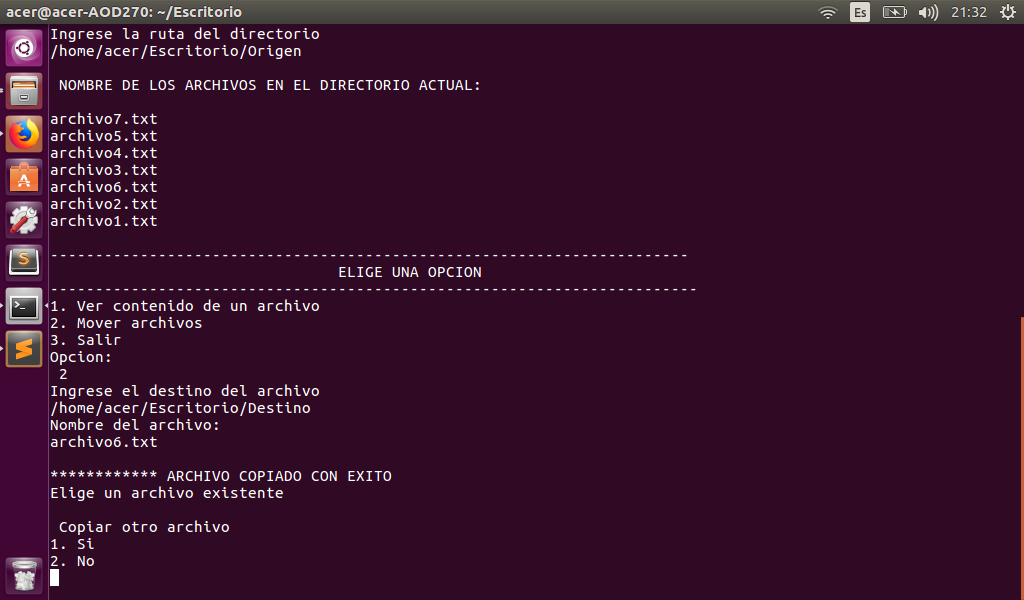 acer@acer-AOD270: ~/Escritorio
Es
21:32
Ingrese la ruta del directorio
/home/acer/Escritorio/Origen
NOMBRE DE LOS ARCHIVOS EN EL DIRECTORIO ACTUAL:
archivo7.txt
archivo5.txt
archivo4.txt
archivo3.txt
archivo6.txt
archivo2.txt
archivo1.txt
-----------------------------------------------------------------------
ELIGE UNA OPCION
------------------------------------------------------------------------
1. Ver contenido de un archivo
2. Mover archivos
3. Salir
Opcion:
2
Ingrese el destino del archivo
/home/acer/Escritorio/Destino
Nombre del archivo:
archivo6.txt
************ ARCHIVO COPIADO CON EXITO
Elige un archivo existente
Copiar otro archivo
1. Si
2. No